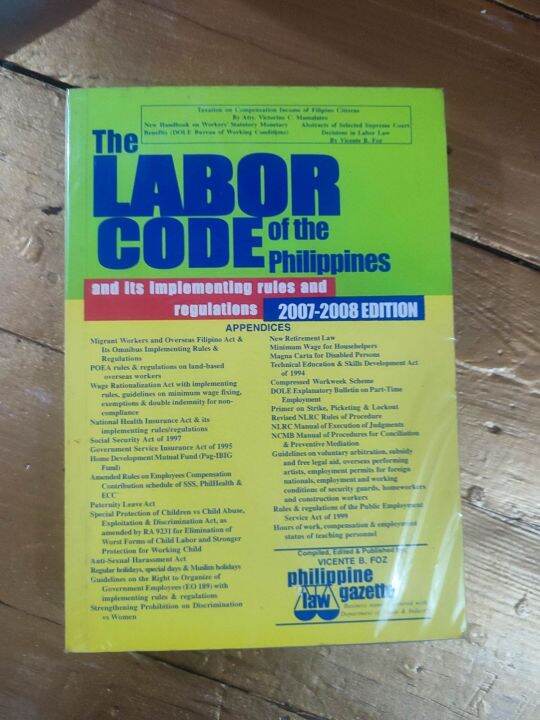 Taxation on Compensation Income of Filipino Citizens
By Atty. Victorino C. Mamalateo
New Handbook on Workers' Statutory Monetary
Benefits (DOLE Bureau of Working Conditions)
Abstracts of Selected Supreme Court
Decisions in Labor Law
By Vicente B. Foz
The
LABOR
CODE of the
Philippines
and its implementing rules and
regulations 2007-2008 EDITION
APPENDICES
Migrant Workers and Overseas Filipino Act &
Its Omnibus Implementing Rules &
Regulations
POEA rules & regulations on land-based
overseas workers
Wage Rationalization Act with implementing
rules, guidelines on minimum wage fixing,
exemptions & double indemnity for non-
compliance
National Health Insurance Act & its
implementing rules/regulations
Social Security Act of 1997
Government Service Insurance Act of 1995
Home Development Mutual Fund (Pag-IBIG
Fund)
Amended Rules on Employees Compensation
Contribution schedule of SSS, PhilHealth &
ECC
Paternity Leave Act
Special Protection of Children vs Child Abuse,
Exploitation & Discrimination Act, as
amended by RA 9231 for Elimination of
Worst Forms of Child Labor and Stronger
Protection for Working Child
Anti-Sexual Harassment Act
Regular holidays, special days & Muslim holidays
Guidelines on the Right to Organize of
Government Employees (EO 180) with
implementing rules & regulations
Strengthening Prohibition on Discrimination
vs Women
New Retirement Law
Minimum Wage for Househelpers
Magna Carta for Disabled Persons
Technical Education & Skills Development Act
of 1994
Compressed Workweek Scheme
DOLE Explanatory Bulletin on Part-Time
Employment
Primer on Strike, Picketing & Lockout
Revised NLRC Rules of Procedure
NLRC Manual of Execution of Judgments
NCMB Manual of Procedures for Conciliation
& Preventive Mediation
Guidelines on voluntary arbitration, subsidy
and free legal aid, overseas performing
artists, employment permits for foreign
nationals, employment and working
conditions of security guards, homeworkers
and construction workers
Rules & regulations of the Public Employment
Service Act of 1999
Hours of work, compensation & employment
status of teaching personnel
Compiled, Edited & Published by
VICENTE B. FOZ
philippine
law gazette
Business name registered with
Department of Trade & Industry